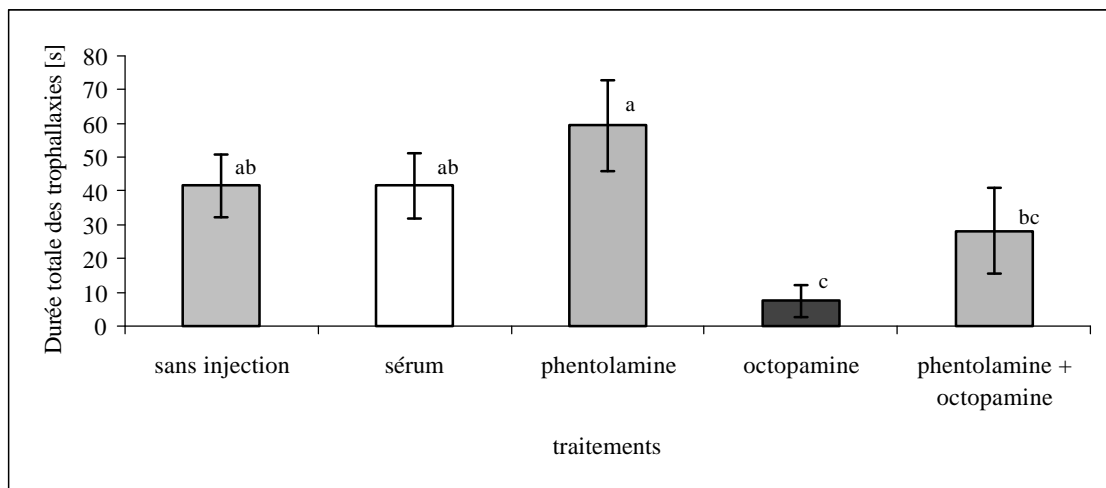 Durée totale des trophallaxies [s]
80
70
60
50
40
30
20
10
0
ab
ab
a
c
bc
sans injection
sérum
phentolamine
octopamine
phentolamine +
octopamine
traitements